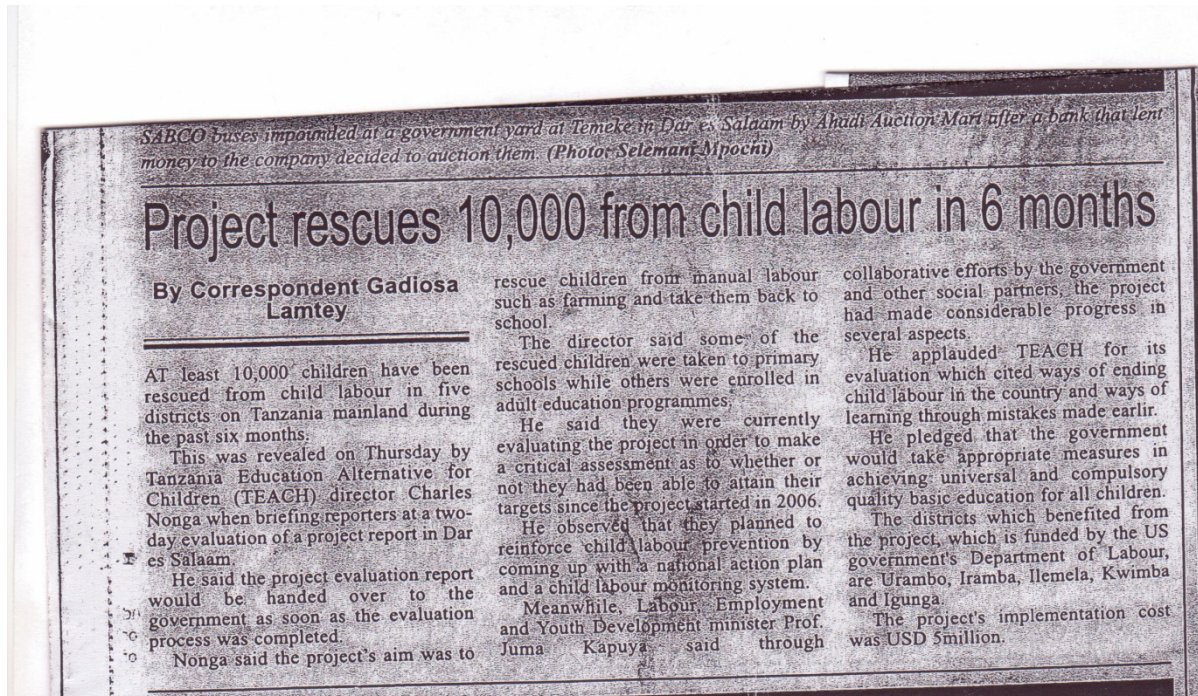 SABCO buses impounded at a government yard at Temeke in Dar es Salaam by Ahadi Auction Mart after a bank that lent
money to the company decided to auction them. (Photo: Selemani Mpochi)
Project rescues 10,000 from child labour in 6 months
By Correspondent Gadiosa
Lamtey
AT least 10,000 children have been
rescued from child labour in five
districts on Tanzania mainland during
the past six months.
This was revealed on Thursday by
Tanzania Education Alternative for
Children (TEACH) director Charles
Nonga when briefing reporters at a two-
day evaluation of a project report in Dar
es Salaam.
He said the project evaluation report
would be handed over to the
government as soon as the evaluation
process was completed.
Nonga said the project's aim was to
rescue children from manual labour
such as farming and take them back to
school.
The director said some of the
rescued children were taken to primary
schools while others were enrolled in
adult education programmes.
He said they were currently
evaluating the project in order to make
a critical assessment as to whether or
not they had been able to attain their
targets since the project started in 2006.
He observed that they planned to
reinforce child labour prevention by
coming up with a national action plan
and a child labour monitoring system.
Meanwhile, Labour, Employment
and Youth Development minister Prof.
Juma Kapuya said through
collaborative efforts by the government
and other social partners, the project
had made considerable progress in
several aspects.
He applauded TEACH for its
evaluation which cited ways of ending
child labour in the country and ways of
learning through mistakes made earlir.
He pledged that the government
would take appropriate measures in
achieving universal and compulsory
quality basic education for all children.
The districts which benefited from
the project, which is funded by the US
government's Department of Labour,
are Urambo, Iramba, Ilemela, Kwimba
and Igunga.
The project's implementation cost
was USD 5million.